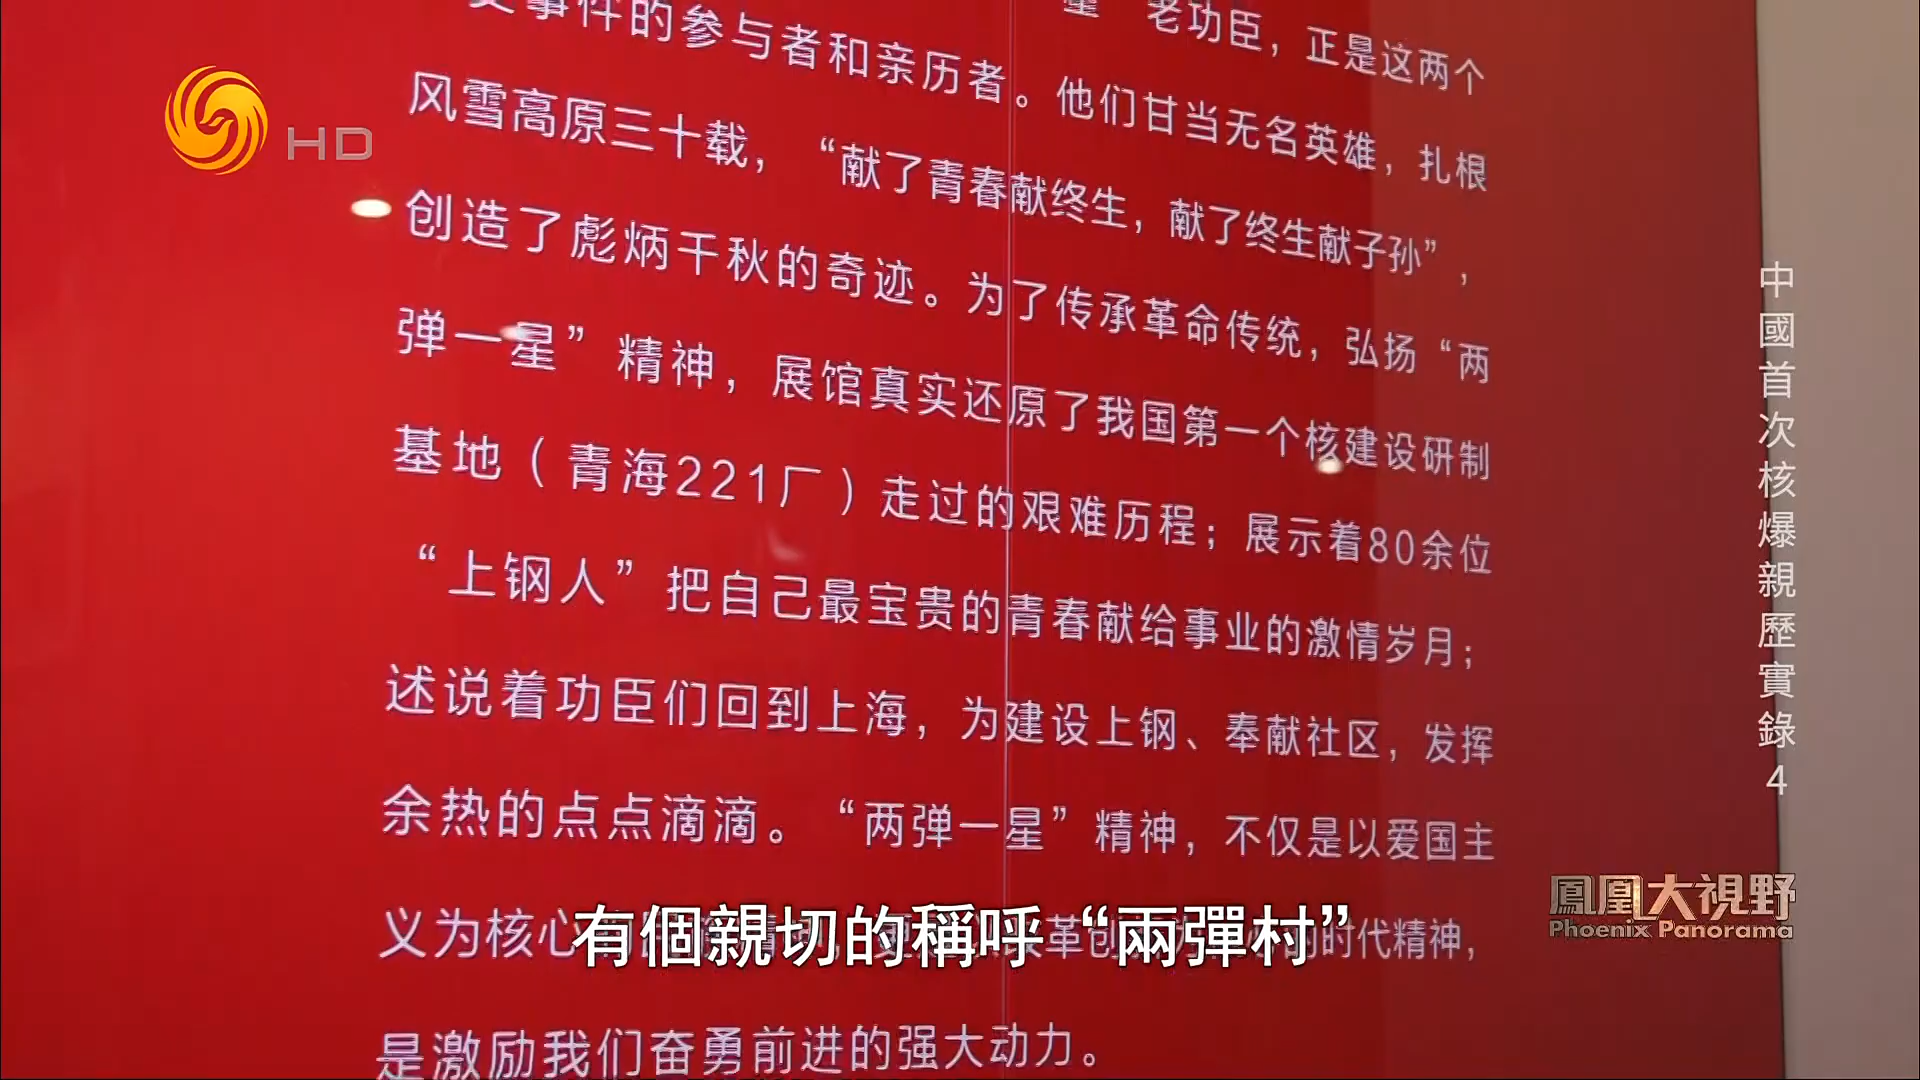 史事件的参与者和亲历者。他们甘当无名英雄，扎根
星”老功臣，正是这两个
风雪高原三十载，“献了青春献终生，献了终生献子孙”，
创造了彪炳千秋的奇迹。为了传承革命传统，弘扬“两
弹一星”精神，展馆真实还原了我国第一个核建设研制
基地（青海221厂）走过的艰难历程；展示着80余位
“上钢人”把自己最宝贵的青春献给事业的激情岁月；
述说着功臣们回到上海，为建设上钢、奉献社区，发挥
余热的点点滴滴。“两弹一星”精神，不仅是以爱国主
义为核心
革创
的时代精神，
是激励我们奋勇前进的强大动力。
HD
中國首次核爆親歷實錄4
鳳凰大視野
Phoenix Panorama
有個親切的稱呼“兩彈村”